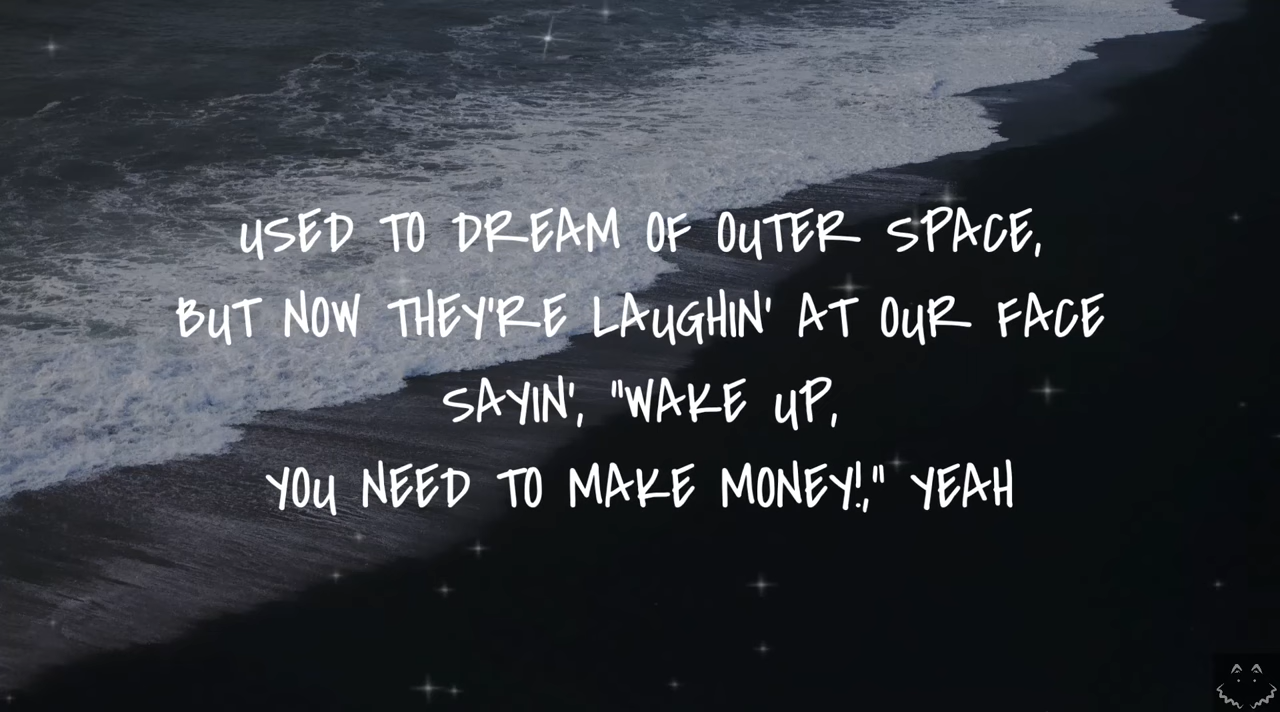 USED TO DREAM OF OUTER SPACE,
BUT NOW THEY'RE LAUGHIN' AT OUR FACE
SAYIN', "WAKE UP,
YOU NEED TO MAKE MONEY!," YEAH